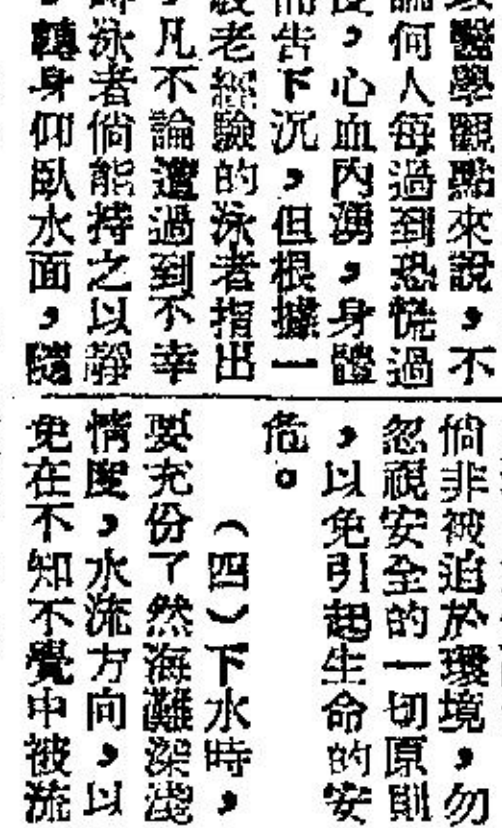 醫學觀點來說，不
論何人每過到恐慌過
，心血內湧，身體
而告下沉，但根據一
般老經驗的泳者指出
，凡不論遭過到不幸
泳者倘能持之以靜
，轉身仰臥水面，隨
倘非被迫於環境，勿
忽視安全的一切原則
，以免引起生命的安
危。
（四）下水時，
要充份了然海灘深淺
情度，水流方向，以
免在不知不覺中被流